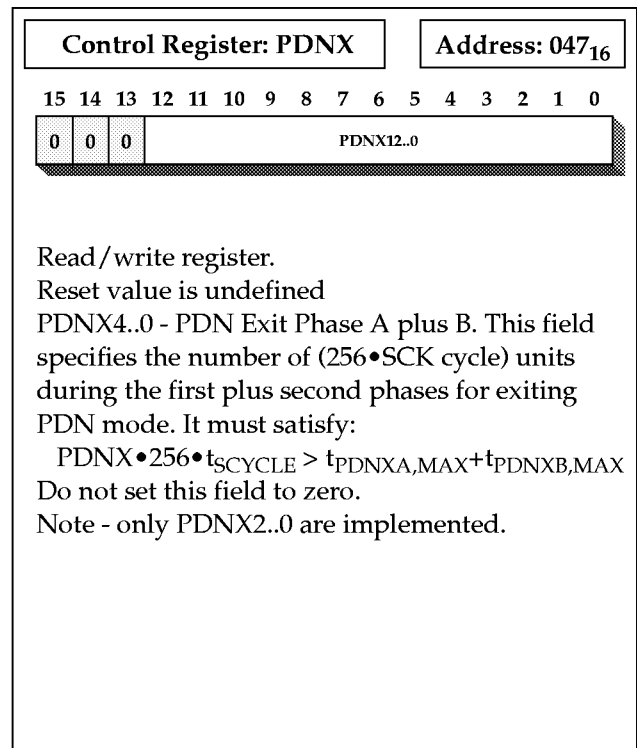 Control Register: PDNX
Address: 047₁₆
15 14 13 12 11 10 9 8 7 6 5 4 3 2 1 0
0 0 0 PDNX12..0
Read/write register.
Reset value is undefined
PDNX4..0 - PDN Exit Phase A plus B. This field
specifies the number of (256•SCK cycle) units
during the first plus second phases for exiting
PDN mode. It must satisfy:
PDNX•256•tSCYCLE > tPDNXA,MAX+tPDNXB,MAX
Do not set this field to zero.
Note - only PDNX2..0 are implemented.